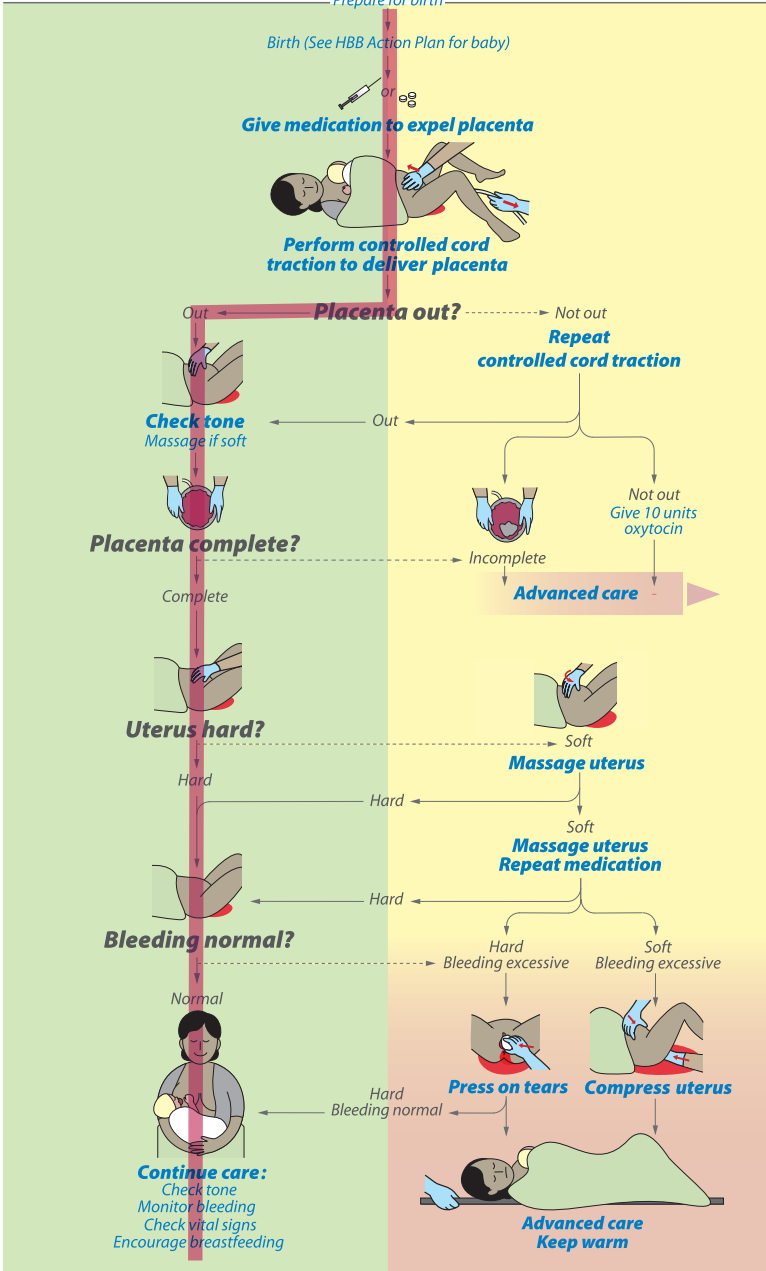 Prepare for birth
Birth (See HBB Action Plan for baby)
or
Give medication to expel placenta
Perform controlled cord
traction to deliver placenta
Out
Placenta out?
Not out
Repeat
controlled cord traction
Check tone
Massage if soft
Out
Not out
Give 10 units
oxytocin
Placenta complete?
Incomplete
Complete
Advanced care
Uterus hard?
Soft
Massage uterus
Hard
Hard
Soft
Massage uterus
Repeat medication
Hard
Bleeding normal?
Hard
Bleeding excessive
Soft
Bleeding excessive
Normal
Press on tears
Compress uterus
Hard
Bleeding normal
Continue care:
Check tone
Monitor bleeding
Check vital signs
Encourage breastfeeding
Advanced care
Keep warm